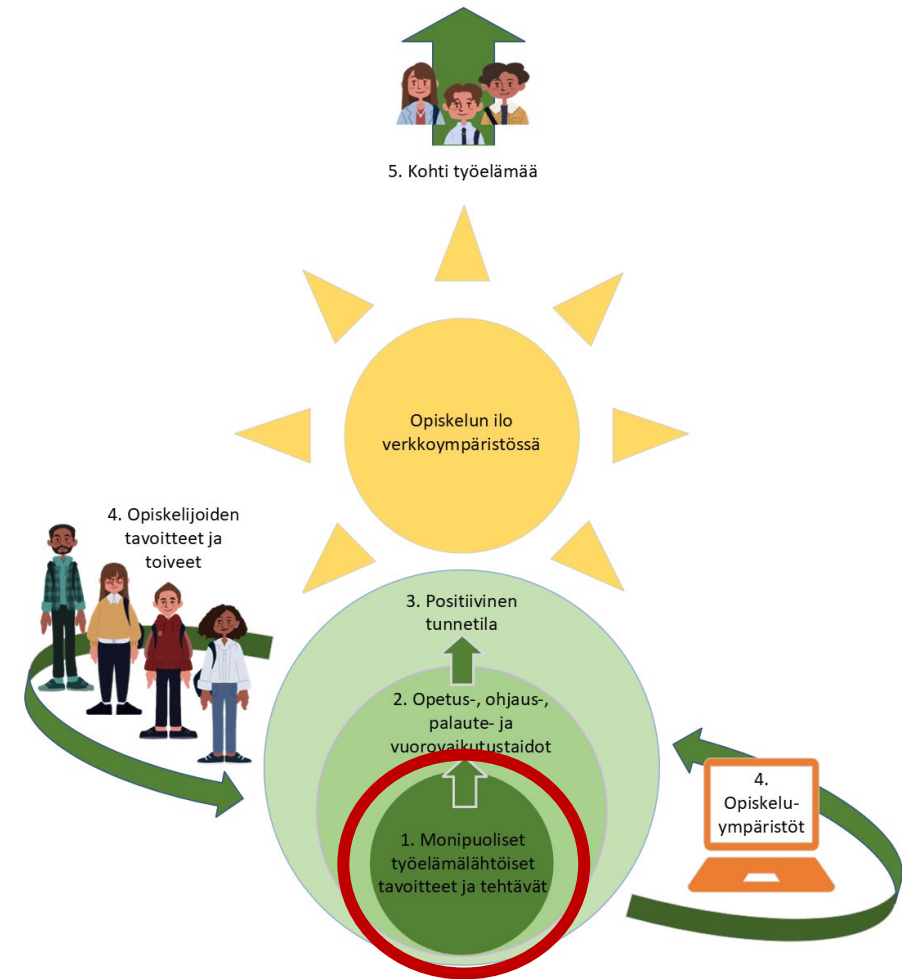 5. Kohti työelämää
Opiskelun ilo
verkkoympäristössä
4. Opiskelijoiden
tavoitteet ja
toiveet
3. Positiivinen
tunnetila
2. Opetus-, ohjaus-,
palaute- ja
vuorovaikutustaidot
4.
Opiskelu-
ympäristöt
1. Monipuoliset
työelämälähtöiset
tavoitteet ja tehtävät